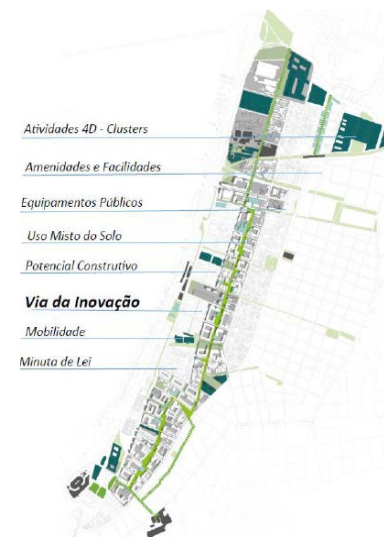 Atividades 4D - Clusters
Amenidades e Facilidades
Equipamentos Públicos
Uso Misto do Solo
Potencial Construtivo
Via da Inovação
Mobilidade
Minuta de Lei